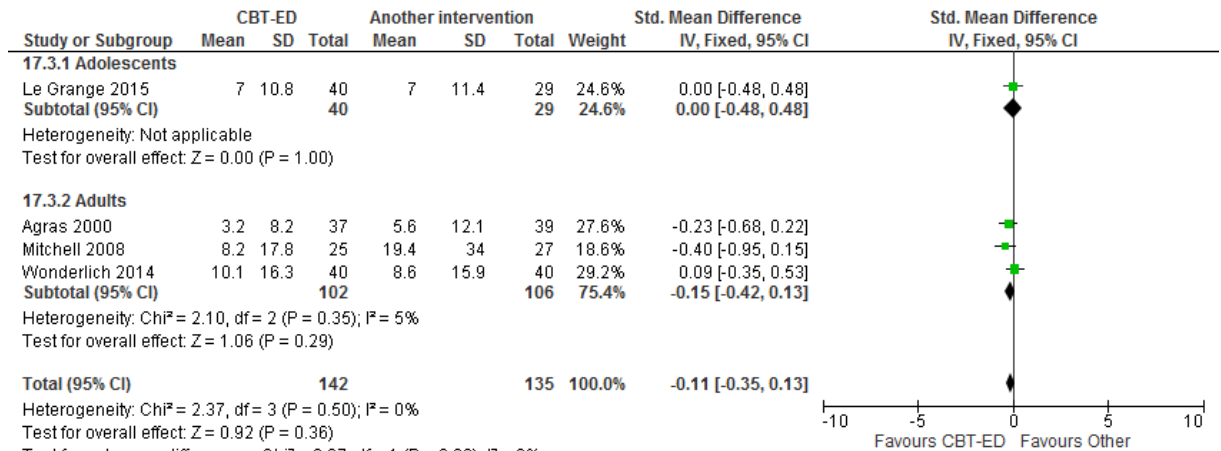 CBT-ED Another intervention Std. Mean Difference Std. Mean Difference
Study or Subgroup Mean SD Total Mean SD Total Weight IV, Fixed, 95% CI IV, Fixed, 95% CI
17.3.1 Adolescents
Le Grange 2015 7 10.8 40 7 11.4 29 24.6% 0.00 [-0.48, 0.48]
Subtotal (95% CI) 40 29 24.6% 0.00 [-0.48, 0.48]
Heterogeneity: Not applicable
Test for overall effect: Z = 0.00 (P = 1.00)
17.3.2 Adults
Agras 2000 3.2 8.2 37 5.6 12.1 39 27.6% -0.23 [-0.68, 0.22]
Mitchell 2008 8.2 17.8 25 19.4 34 27 18.6% -0.40 [-0.95, 0.15]
Wonderlich 2014 10.1 16.3 40 8.6 15.9 40 29.2% 0.09 [-0.35, 0.53]
Subtotal (95% CI) 102 106 75.4% -0.15 [-0.42, 0.13]
Heterogeneity: Chi² = 2.10, df = 2 (P = 0.35); I² = 5%
Test for overall effect: Z = 1.06 (P = 0.29)
Total (95% CI) 142 135 100.0% -0.11 [-0.35, 0.13]
Heterogeneity: Chi² = 2.37, df = 3 (P = 0.50); I² = 0%
Test for overall effect: Z = 0.92 (P = 0.36)
-10 -5 0 5 10
Favours CBT-ED Favours Other